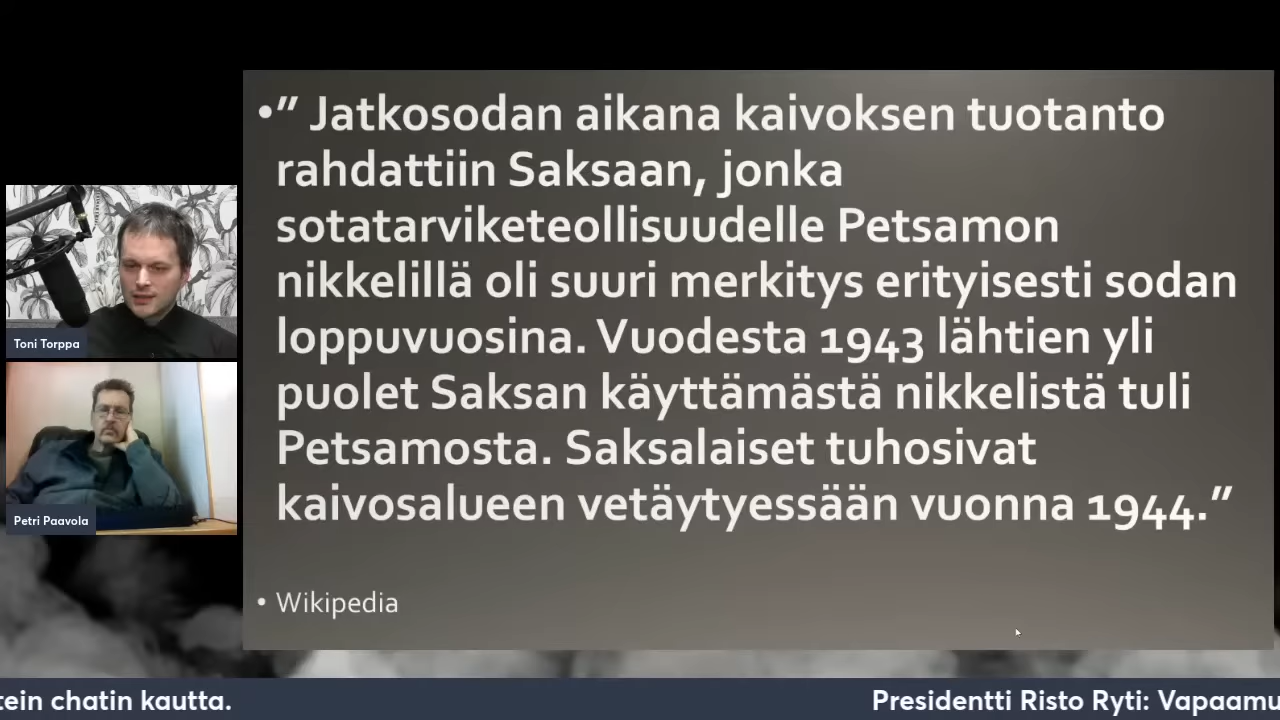 •” Jatkosodan aikana kaivoksen tuotanto
rahdattiin Saksaan, jonka
sotatarviketeollisuudelle Petsamon
nikkelillä oli suuri merkitys erityisesti sodan
loppuvuosina. Vuodesta 1943 lähtien yli
puolet Saksan käyttämästä nikkelistä tuli
Petsamosta. Saksalaiset tuhosivat
kaivosalueen vetäytyessään vuonna 1944.”
• Wikipedia
Toni Torppa
Petri Paavola
tein chatin kautta.
Presidentti Risto Ryti: Vapaamu